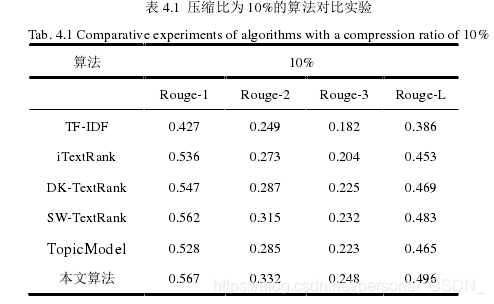 表 4.1 压缩比为 10%的算法对比实验
Tab. 4.1 Comparative experiments of algorithms with a compression ratio of 10%
算法 10%
Rouge-1 Rouge-2 Rouge-3 Rouge-L
TF-IDF 0.427 0.249 0.182 0.386
iTextRank 0.536 0.273 0.204 0.453
DK-TextRank 0.547 0.287 0.225 0.469
SW-TextRank 0.562 0.315 0.232 0.483
TopicModel 0.528 0.285 0.223 0.465
本文算法 0.567 0.332 0.248 0.496